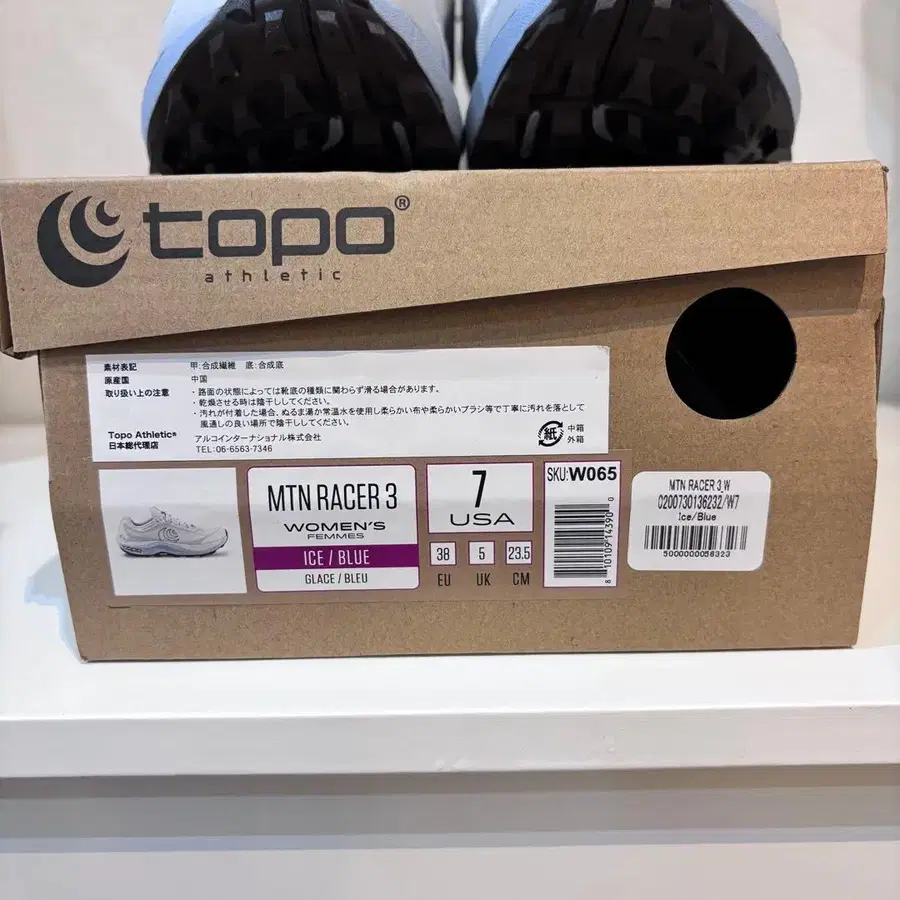 topo®
athletic
素材表記 甲:合成繊維 底:合成底
原産国 中国
取り扱い上の注意 ・路面の状態によっては靴底の種類に関わらず滑る場合があります。
・乾燥させる時は陰干ししてください。
・汚れが付着した場合、ぬるま湯か常温水を使用し柔らかい布や柔らかいブラシ等で丁寧に汚れを落として
風通しの良い場所で陰干ししてください。
Topo Athletic® アルコインターナショナル株式会社
日本総代理店 TEL:06-6563-7346
紙 中箱
外箱
MTN RACER 3
WOMEN'S
FEMMES
ICE / BLUE
GLACE / BLEU
7
USA
38 5 23.5
EU UK CM
SKU:W065
8 10109 14390 0
MTN RACER 3_W
0200730136232/W7
Ice/Blue
5000000056323